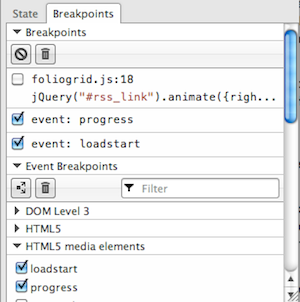 State Breakpoints
Breakpoints
foliogrid.js:18
jQuery("#rss_link").animate({righ...
event: progress
event: loadstart
Event Breakpoints
Filter
DOM Level 3
HTML5
HTML5 media elements
loadstart
progress